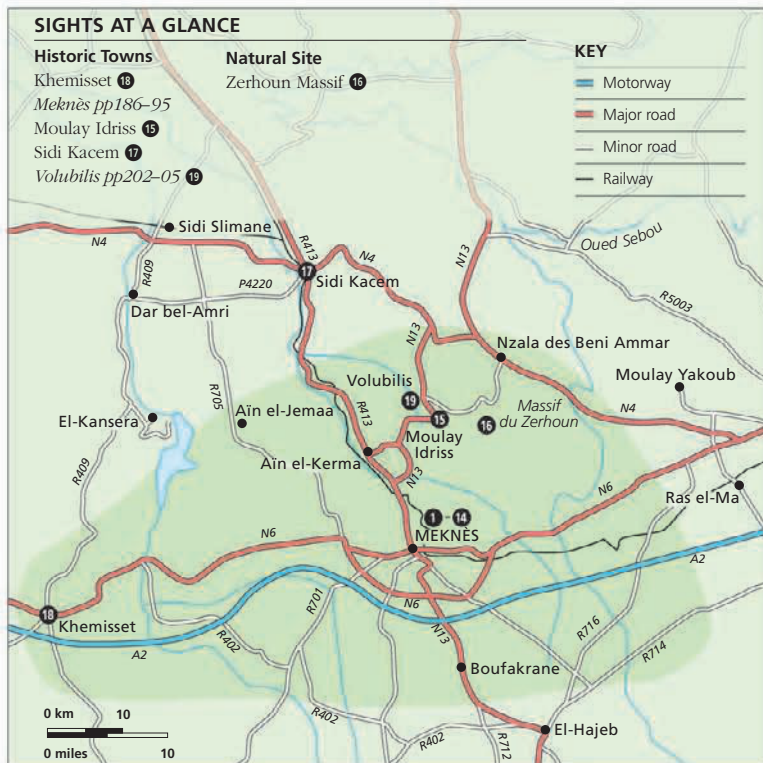 SIGHTS AT A GLANCE
Historic Towns
Khemisset 18
Meknès pp186–95
Moulay Idriss 15
Sidi Kacem 17
Volubilis pp202–05 19
Natural Site
Zerhoun Massif 16
KEY
Motorway
Major road
Minor road
Railway
Sidi Slimane
N4
R409
P4220
R413
17
Sidi Kacem
N4
N13
Oued Sebou
R5003
Dar bel-Amri
Nzala des Beni Ammar
N13
Moulay Yakoub
Volubilis
19
R705
El-Kansera
Aïn el-Jemaa
R413
15
Moulay
Idriss
16
Massif
du Zerhoun
N4
Aïn el-Kerma
N13
R409
N6
Ras el-Ma
1 - 14
MEKNÈS
N6
A2
18
Khemisset
R701
N6
N13
R402
A2
R716
R714
Boufakrane
R402
R402
R712
El-Hajeb
0 km 10
0 miles 10